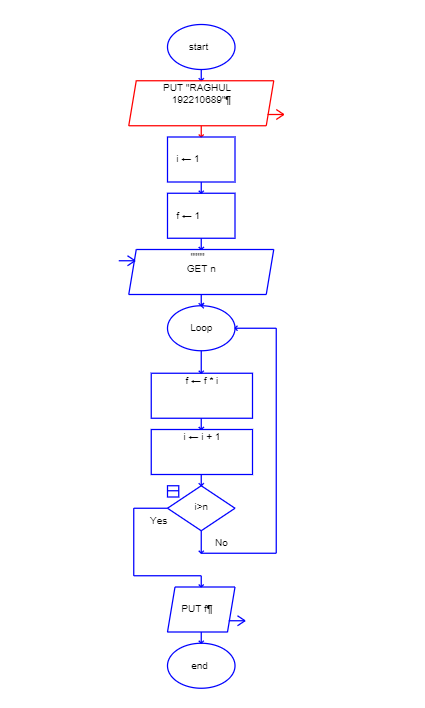 start
PUT "RAGHUL
192210689"¶
i ← 1
f ← 1
""""
GET n
Loop
f ← f * i
i ← i + 1
i>n
Yes
No
PUT f¶
end